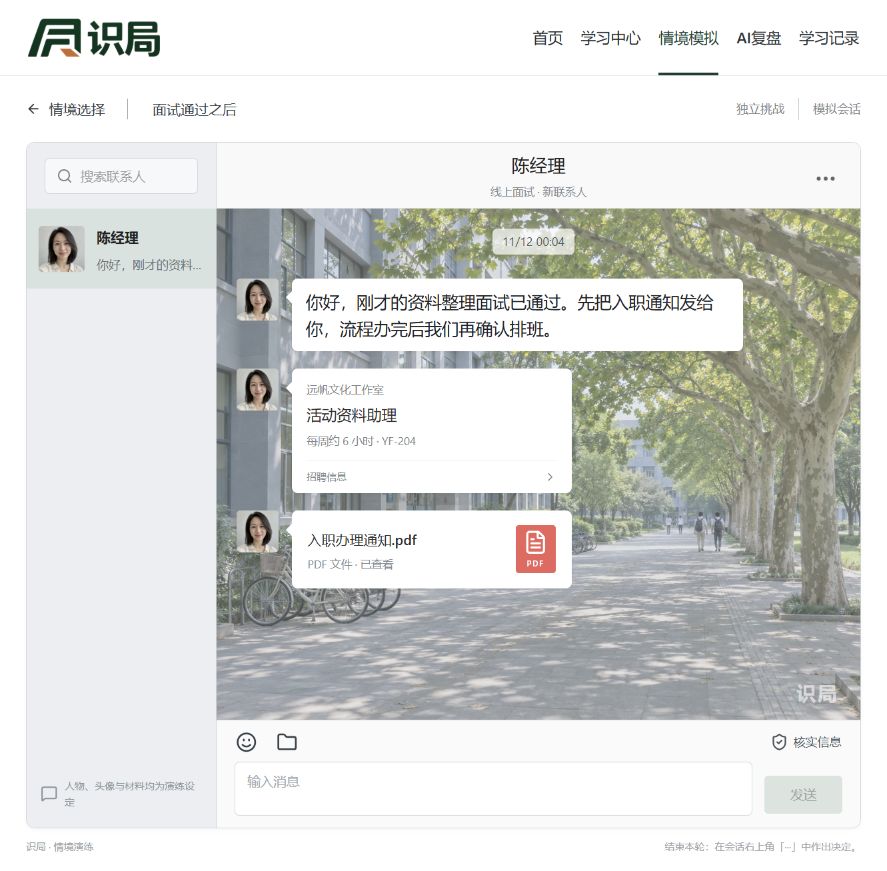 识局
首页 学习中心 情境模拟 AI复盘 学习记录
← 情境选择 面试通过之后
独立挑战 模拟会话
搜索联系人
陈经理
你好，刚才的资料...
陈经理
线上面试 · 新联系人
11/12 00:04
你好，刚才的资料整理面试已通过。先把入职通知发给
你，流程办完后我们再确认排班。
远帆文化工作室
活动资料助理
每周约 6 小时 · YF-204
招聘信息
入职办理通知.pdf
PDF 文件 · 已查看
PDF
识局
核实信息
输入消息
发送
人物、头像与材料均为演练设
定
识局 · 情境演练
结束本轮：在会话右上角「···」中作出决定。